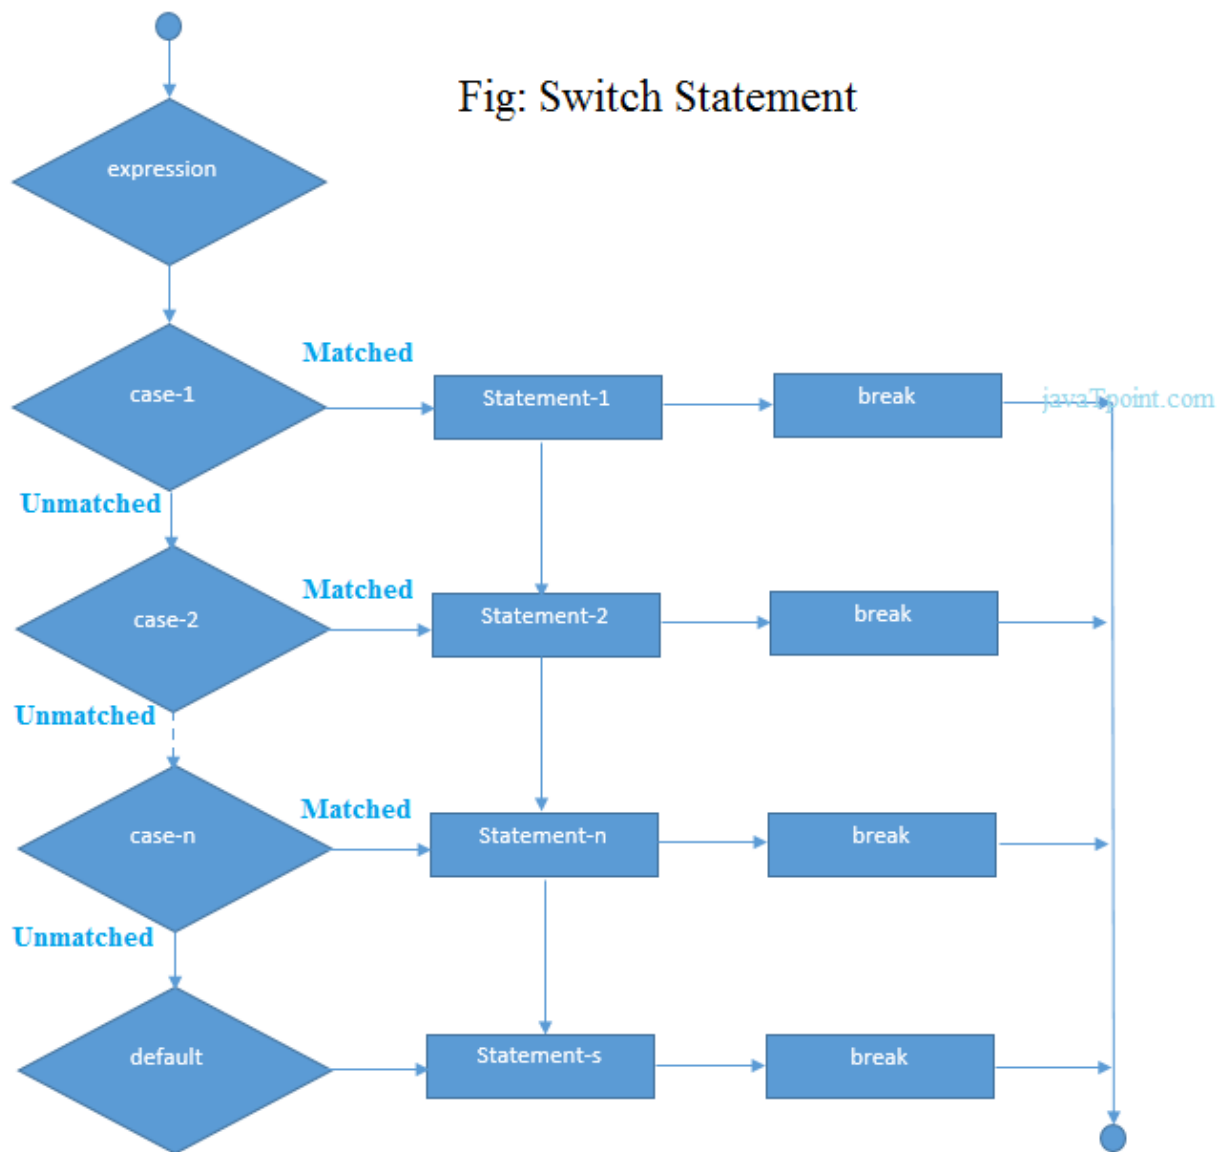 Fig: Switch Statement
expression
Matched
case-1
Statement-1
break
javaTpoint.com
Unmatched
Matched
case-2
Statement-2
break
Unmatched
Matched
case-n
Statement-n
break
Unmatched
default
Statement-s
break